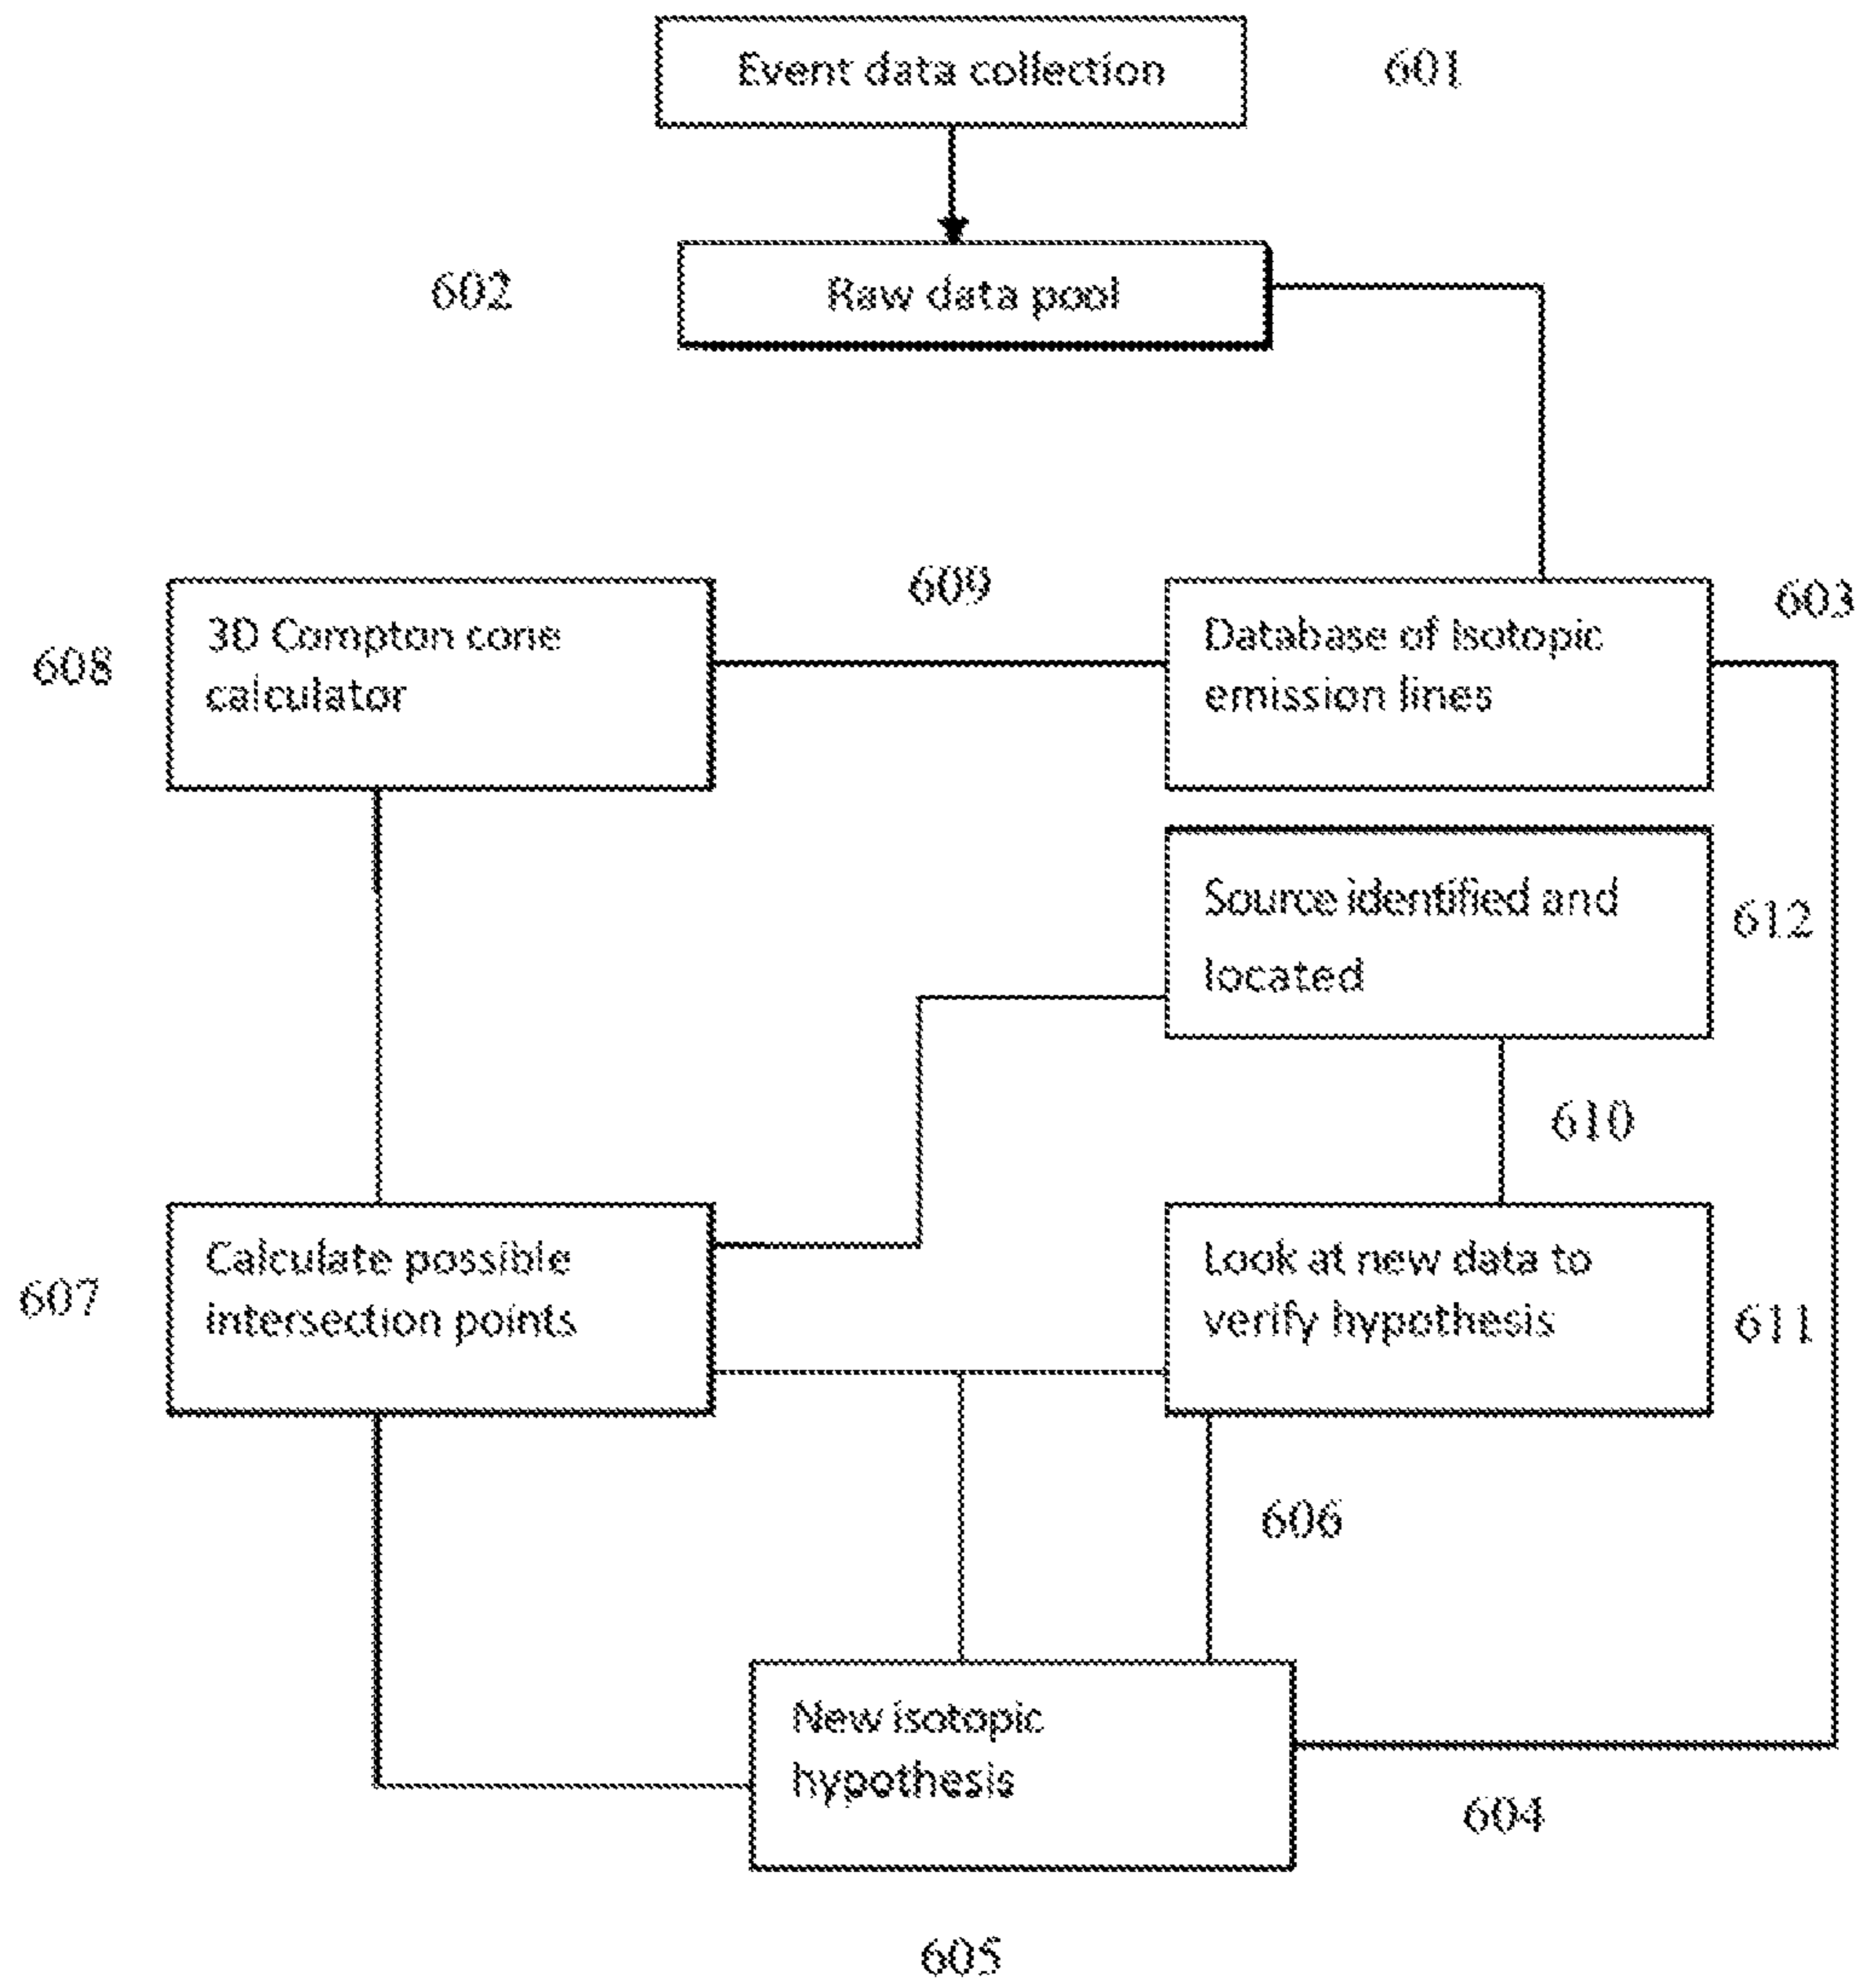 Event data collection
601
602
Raw data pool
609
603
608
3D Compton cone
calculator
Database of Isotopic
emission lines
Source identified and
located
612
610
607
Calculate possible
intersection points
Look at new data to
verify hypothesis
611
606
New isotopic
hypothesis
604
605